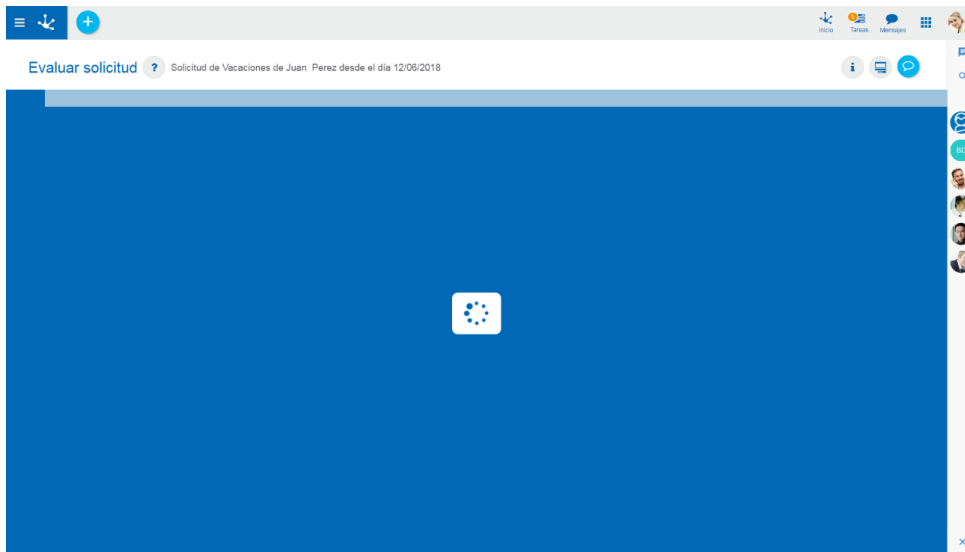 Inicio
Tareas
Mensajes
Evaluar solicitud ? Solicitud de Vacaciones de Juan Perez desde el día 12/06/2018